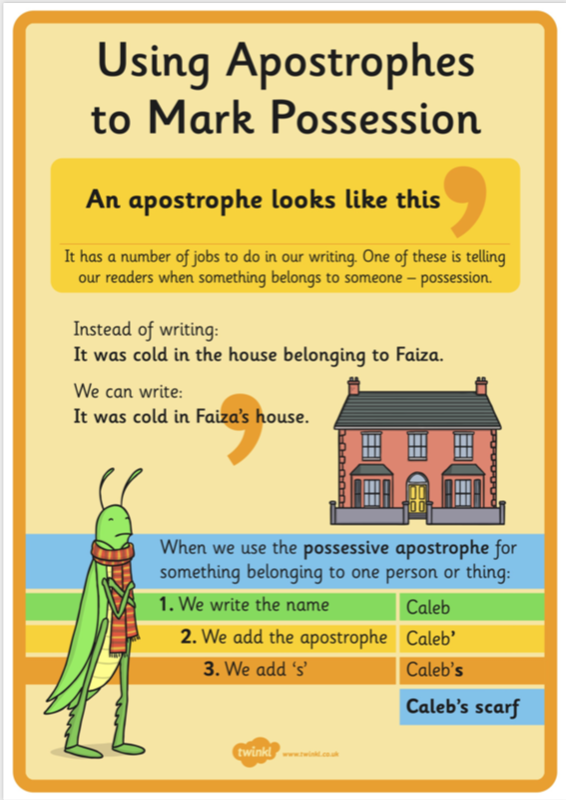 Using Apostrophes
to Mark Possession
An apostrophe looks like this ’
It has a number of jobs to do in our writing. One of these is telling
our readers when something belongs to someone – possession.
Instead of writing:
It was cold in the house belonging to Faiza.
We can write:
It was cold in Faiza’s house.
When we use the possessive apostrophe for
something belonging to one person or thing:
1. We write the name
Caleb
2. We add the apostrophe
Caleb’
3. We add ‘s’
Caleb’s
Caleb’s scarf
twinkl www.twinkl.co.uk